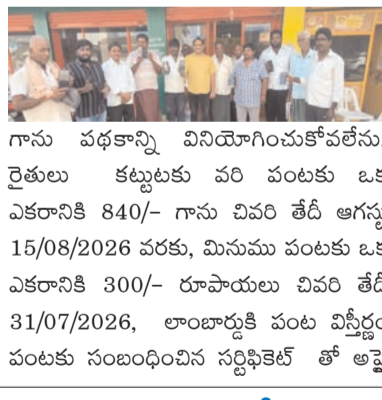 గాను పథకాన్ని వినియోగించుకోవలేను.
రైతులు కట్టుటకు వరి పంటకు ఒక
ఎకరానికి 840/- గాను చివరి తేదీ ఆగస్టు
15/08/2026 వరకు, మినుము పంటకు ఒక
ఎకరానికి 300/- రూపాయలు చివరి తేదీ
31/07/2026, లాంబార్డుకి పంట విస్తీర్ణం
పంటకు సంబంధించిన సర్టిఫికెట్ తో